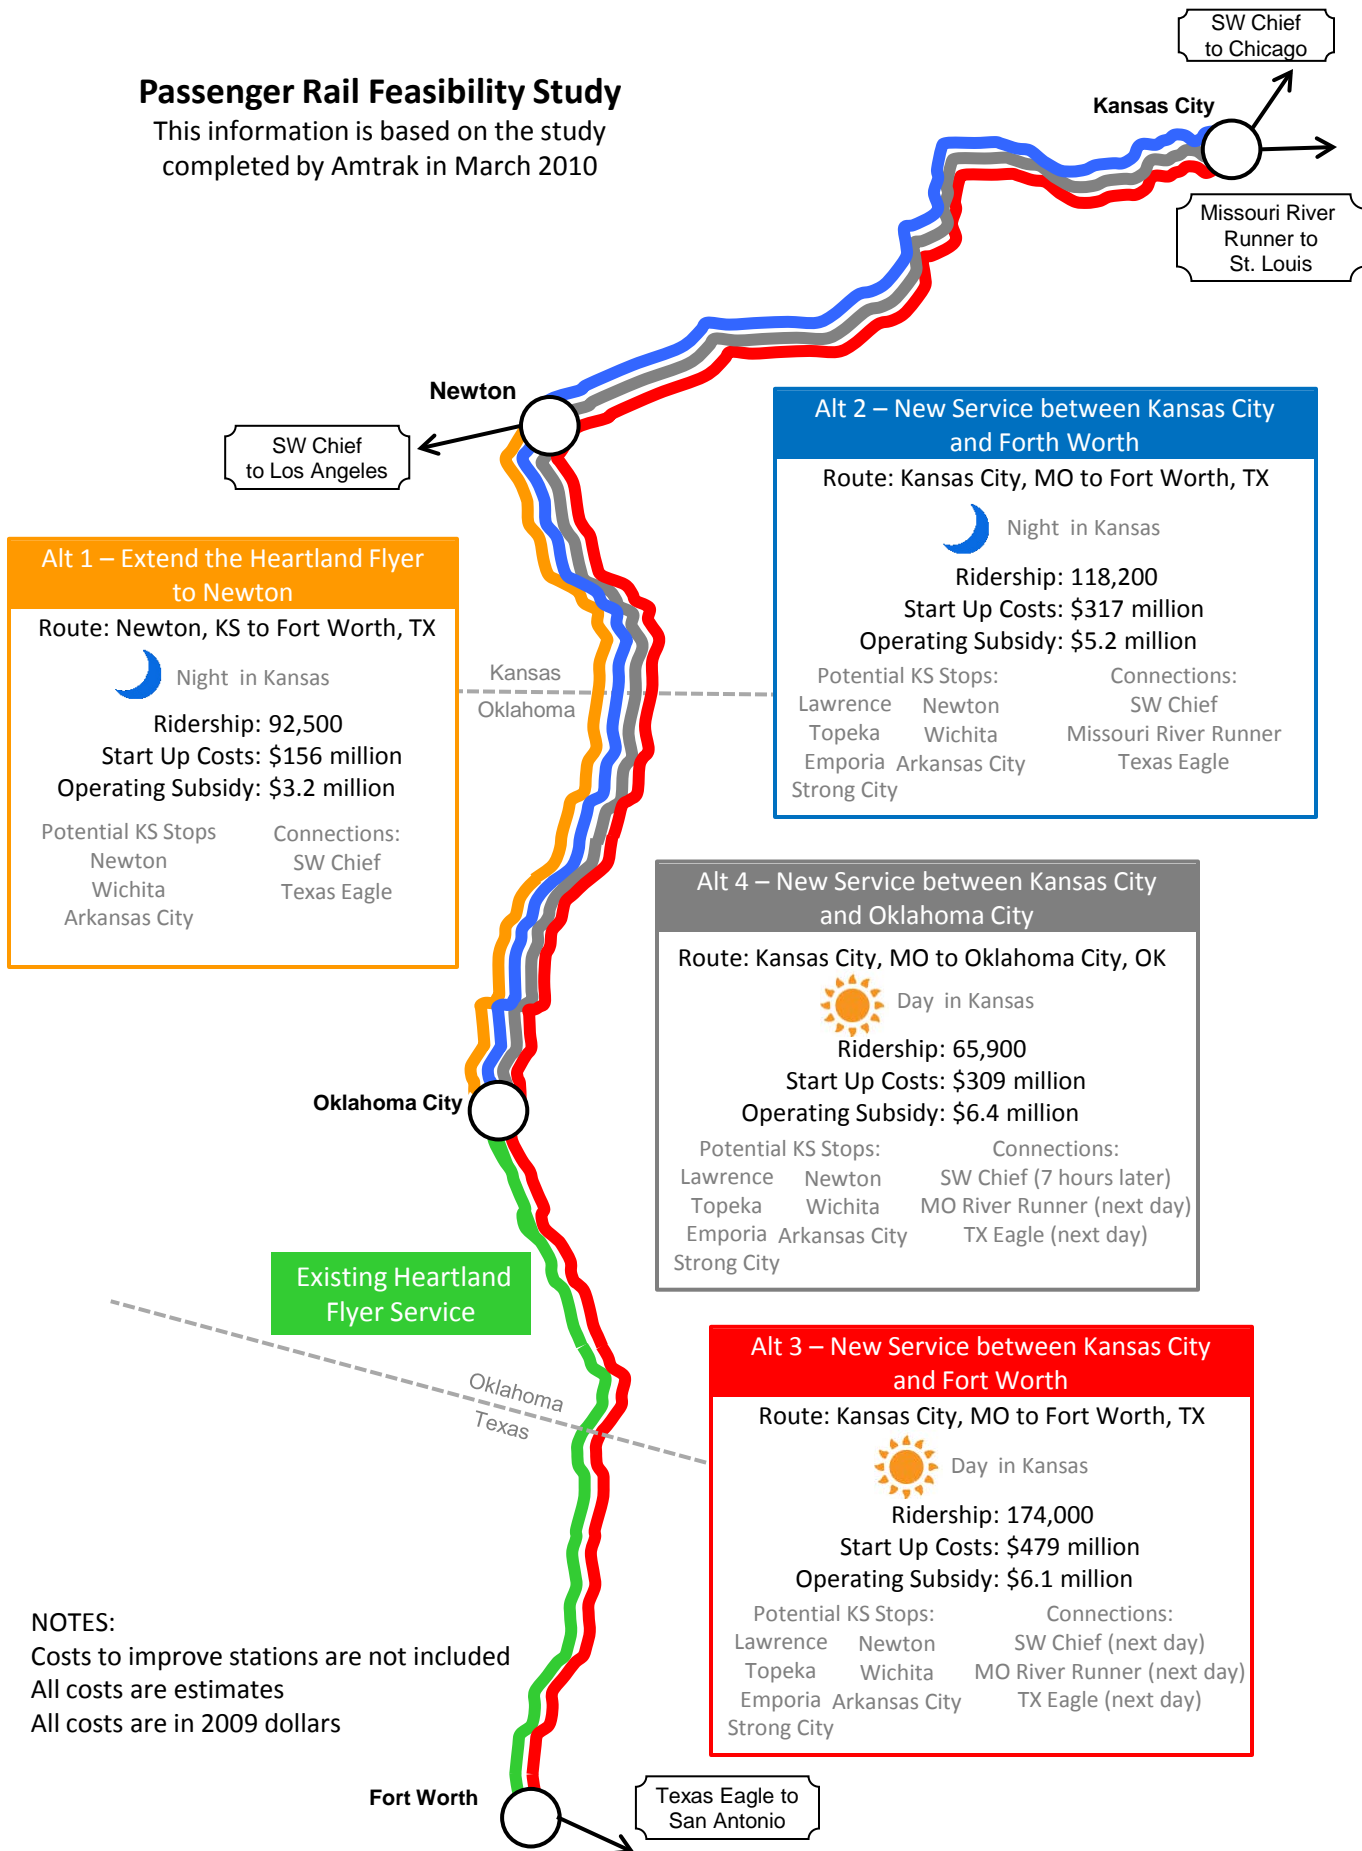 SW Chief
to Chicago
Passenger Rail Feasibility Study
This information is based on the study
completed by Amtrak in March 2010
Kansas City
Missouri River
Runner to
St. Louis
Newton
SW Chief
to Los Angeles
Alt 2 – New Service between Kansas City
and Forth Worth
Route: Kansas City, MO to Fort Worth, TX
Night in Kansas
Ridership: 118,200
Start Up Costs: $317 million
Operating Subsidy: $5.2 million
Potential KS Stops:
Lawrence Newton
Topeka Wichita
Emporia Arkansas City
Strong City
Connections:
SW Chief
Missouri River Runner
Texas Eagle
Alt 1 – Extend the Heartland Flyer
to Newton
Route: Newton, KS to Fort Worth, TX
Night in Kansas
Ridership: 92,500
Start Up Costs: $156 million
Operating Subsidy: $3.2 million
Potential KS Stops
Newton
Wichita
Arkansas City
Connections:
SW Chief
Texas Eagle
Kansas
Oklahoma
Alt 4 – New Service between Kansas City
and Oklahoma City
Route: Kansas City, MO to Oklahoma City, OK
Day in Kansas
Ridership: 65,900
Start Up Costs: $309 million
Operating Subsidy: $6.4 million
Potential KS Stops:
Lawrence Newton
Topeka Wichita
Emporia Arkansas City
Strong City
Connections:
SW Chief (7 hours later)
MO River Runner (next day)
TX Eagle (next day)
Oklahoma City
Existing Heartland
Flyer Service
Oklahoma
Texas
Alt 3 – New Service between Kansas City
and Fort Worth
Route: Kansas City, MO to Fort Worth, TX
Day in Kansas
Ridership: 174,000
Start Up Costs: $479 million
Operating Subsidy: $6.1 million
Potential KS Stops:
Lawrence Newton
Topeka Wichita
Emporia Arkansas City
Strong City
Connections:
SW Chief (next day)
MO River Runner (next day)
TX Eagle (next day)
NOTES:
Costs to improve stations are not included
All costs are estimates
All costs are in 2009 dollars
Fort Worth
Texas Eagle to
San Antonio